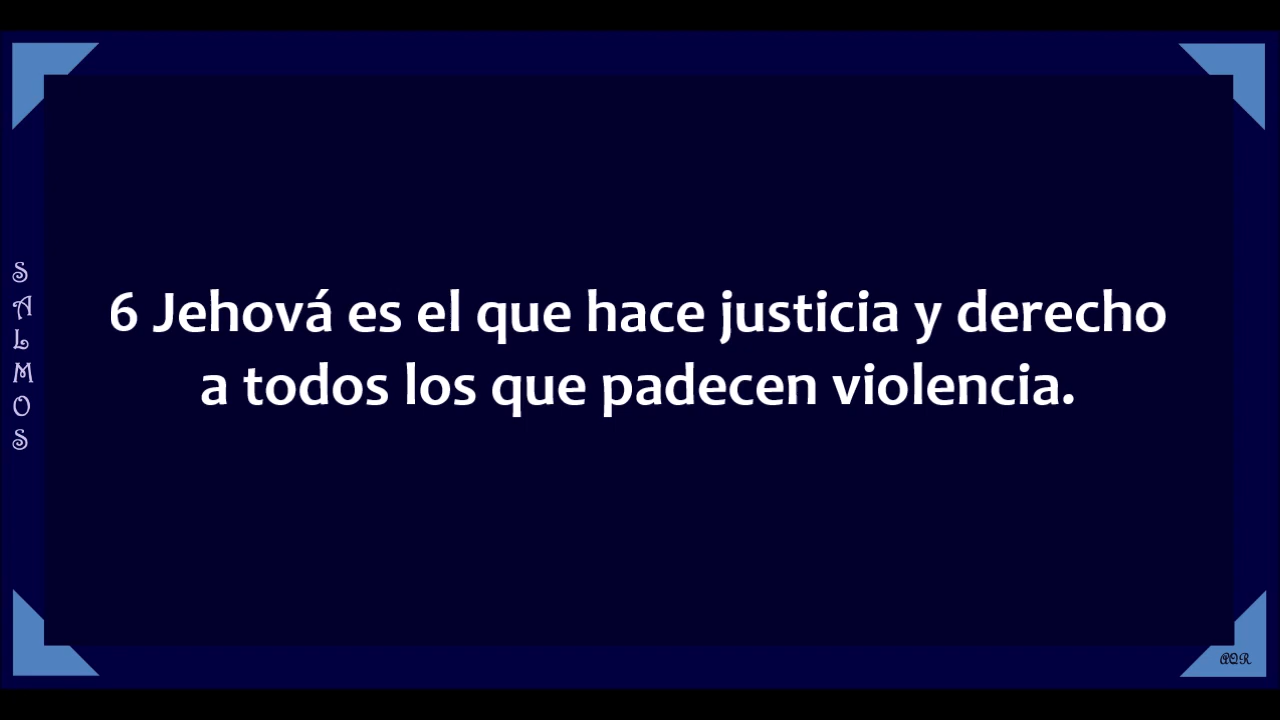 SALMOS
6 Jehová es el que hace justicia y derecho
a todos los que padecen violencia.